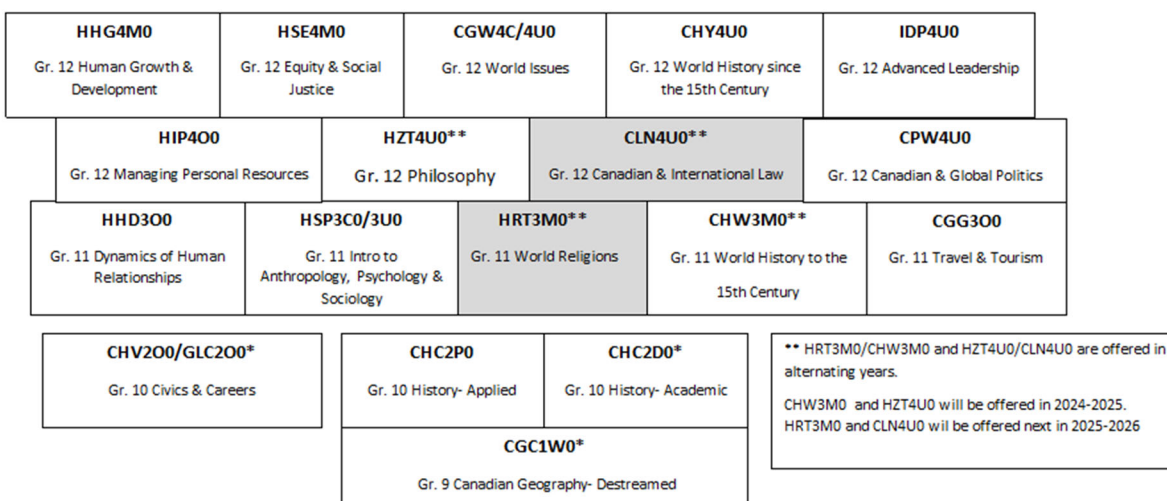 HHG4M0
Gr. 12 Human Growth &
Development
HSE4M0
Gr. 12 Equity & Social
Justice
CGW4C/4U0
Gr. 12 World Issues
CHY4U0
Gr. 12 World History since
the 15th Century
IDP4U0
Gr. 12 Advanced Leadership
HIP4O0
Gr. 12 Managing Personal Resources
HZT4U0**
Gr. 12 Philosophy
CLN4U0**
Gr. 12 Canadian & International Law
CPW4U0
Gr. 12 Canadian & Global Politics
HHD3O0
Gr. 11 Dynamics of Human
Relationships
HSP3C0/3U0
Gr. 11 Intro to
Anthropology, Psychology &
Sociology
HRT3M0**
Gr. 11 World Religions
CHW3M0**
Gr. 11 World History to the
15th Century
CGG3O0
Gr. 11 Travel & Tourism
CHV2O0/GLC2O0*
Gr. 10 Civics & Careers
CHC2P0
Gr. 10 History- Applied
CHC2D0*
Gr. 10 History- Academic
** HRT3M0/CHW3M0 and HZT4U0/CLN4U0 are offered in
alternating years.
CHW3M0 and HZT4U0 will be offered in 2024-2025.
HRT3M0 and CLN4U0 wil be offered next in 2025-2026
CGC1W0*
Gr. 9 Canadian Geography- Destreamed